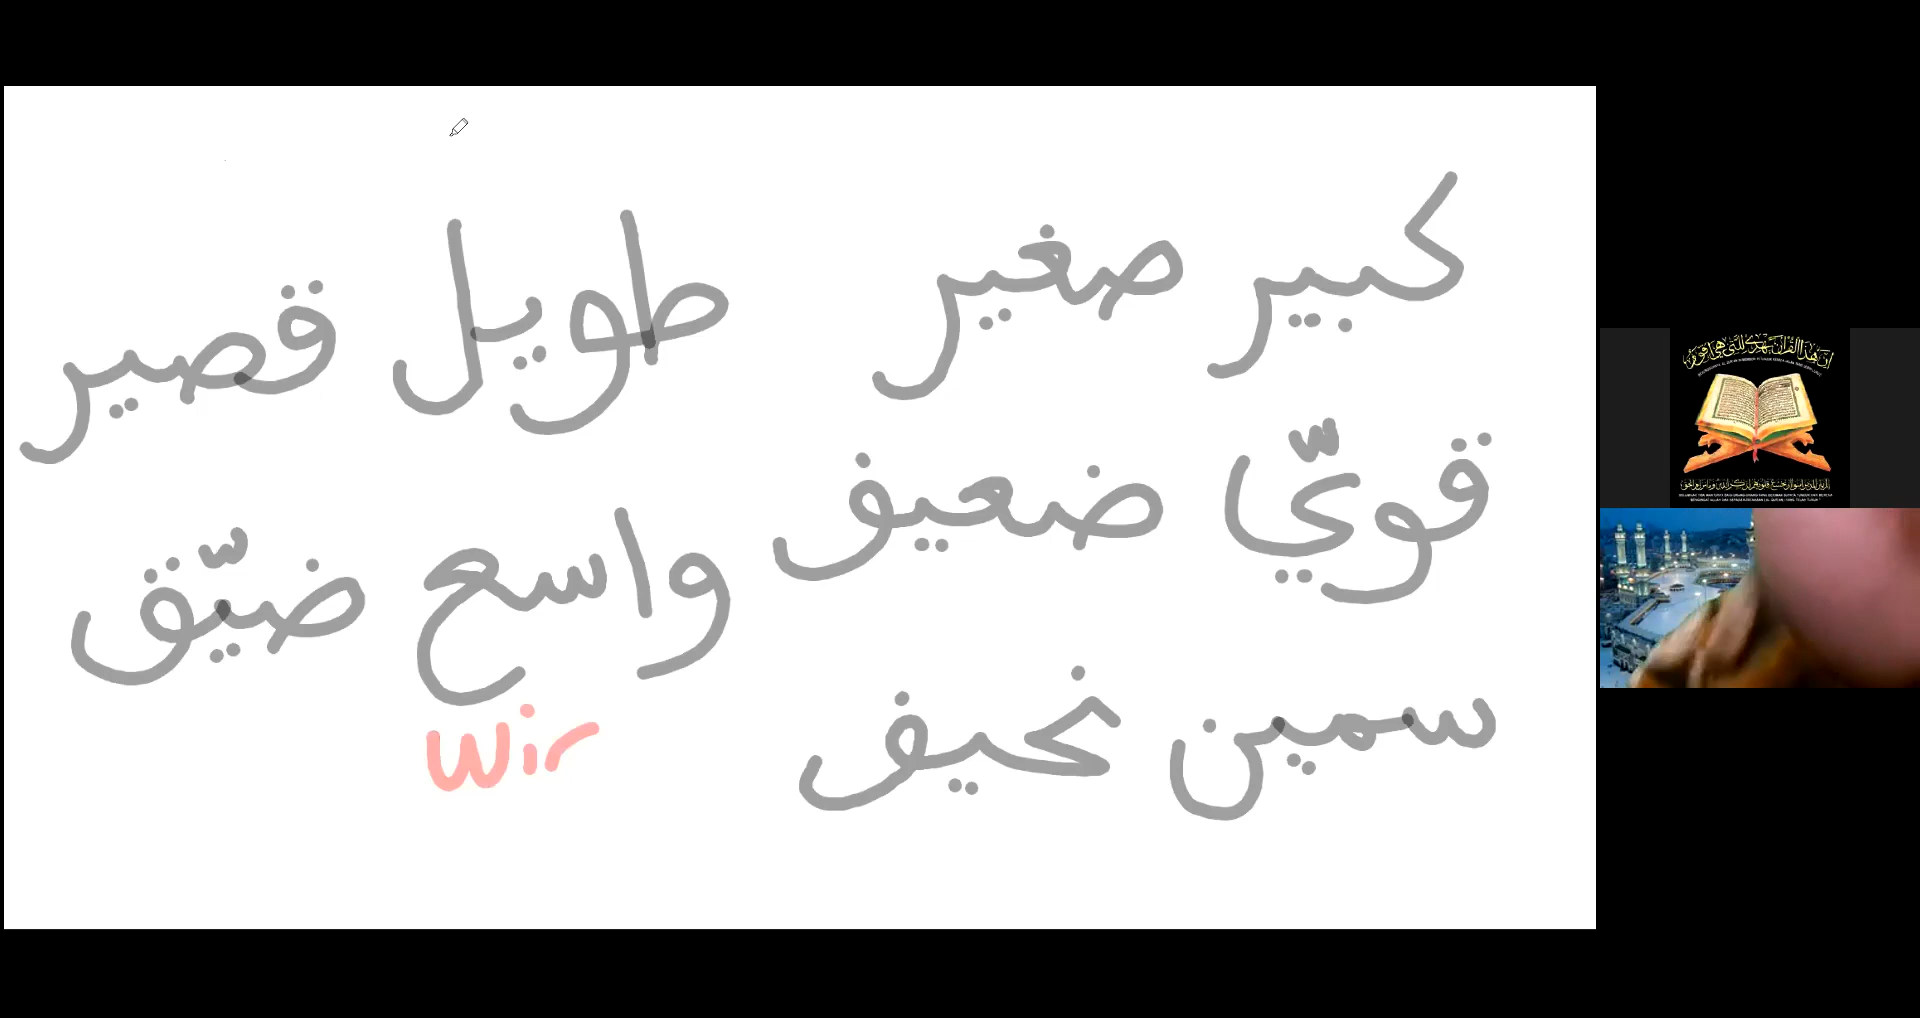 كبير صغير
طويل قصير
قويّ ضعيف
واسع ضيّق
wir
سمين نحيف